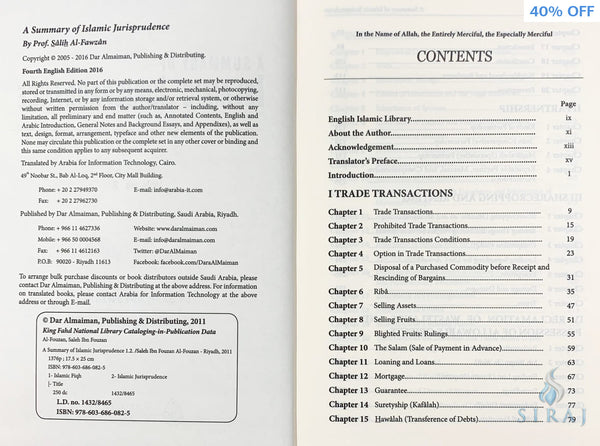 A Summary of Islamic Jurisprudence
By Prof. Ṣāliḥ Al-Fawzān
Copyright © 2005 - 2016 Dar Almaiman, Publishing & Distributing.
Fourth English Edition 2016
All Rights Reserved. No part of this publication or the complete set may be reproduced,
stored or transmitted in any form or by any means, electronic, mechanical, photocopying,
recording, Internet, or by any information storage and/or retrieval system, or otherwise
without written permission from the author/translator – including, without any
limitation, all preliminary and end matter (such as, Annotated Contents, English and
Arabic Introduction, General Notes and Background Essays, and Appendixes), as well as
text, design, format, arrangement, typeface and other new elements of the publication.
None may circulate this publication or the complete set in any other cover or binding and
this same condition applies to any subsequent acquirer.
Translated by Arabia for Information Technology, Cairo.
49th Noobar St., Bab Al-Loq, 2nd Floor, City Mall Building.
Phone: + 20 2 27949370 E-mail: info@arabia-it.com
Fax: + 20 2 27962730
Published by Dar Almaiman, Publishing & Distributing, Saudi Arabia, Riyadh.
Phone: + 966 11 4627336 Website: www.daralmaiman.com
Mobile: + 966 50 0004568 E-mail: info@daralmaiman.com
Fax: + 966 11 4612163 Twitter: @DarAlMaiman
P.O.B: 90020 - Riyadh 11613 Facebook: facebook.com/DaraAlMaiman
To arrange bulk purchase discounts or book distributors outside Saudi Arabia, please
contact Dar Almaiman, Publishing & Distributing at the above address. For information
on translated books, please contact Arabia for Information Technology at the above
address or through E-mail.
© Dar Almaiman, Publishing & Distributing, 2011
King Fahd National Library Cataloging-in-Publication Data
Al-Fouzan, Saleh Ibn Fouzan
A Summary of Islamic Jurisprudence 1.2. /Saleh Ibn Fouzan Al-Fouzan - Riyadh, 2011
1376p ; 17.5 x 25 cm
ISBN: 978-603-686-082-5
1- Islamic Fiqh 2- Islamic Jurisprudence
|- Title
250 dc 1432/8465
L.D. no. 1432/8465
ISBN: 978-603-686-082-5
40% OFF
In the Name of Allah, the Entirely Merciful, the Especially Merciful
CONTENTS
Page
English Islamic Library ix
About the Author xi
Acknowledgement xiii
Translator's Preface xv
Introduction 1
I TRADE TRANSACTIONS
Chapter 1 Trade Transactions 9
Chapter 2 Prohibited Trade Transactions 15
Chapter 3 Trade Transactions Conditions 19
Chapter 4 Option in Trade Transactions 23
Chapter 5 Disposal of a Purchased Commodity before Receipt and
Rescinding of Bargains 31
Chapter 6 Ribā 35
Chapter 7 Selling Assets 47
Chapter 8 Selling Fruits 51
Chapter 9 Blighted Fruits: Rulings 55
Chapter 10 The Salam (Sale of Payment in Advance) 59
Chapter 11 Loaning and Loans 63
Chapter 12 Mortgage 67
Chapter 13 Guarantee 73
Chapter 14 Suretyship (Kafālah) 77
Chapter 15 Ḥawālah (Transference of Debts) 79
SIRAJ